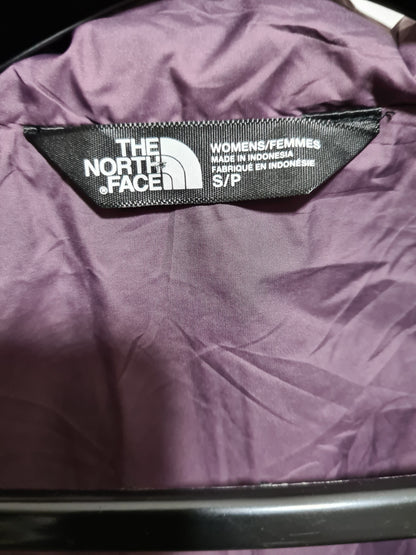 THE
NORTH
FACE
WOMENS/FEMMES
MADE IN INDONESIA
FABRIQUÉ EN INDONÉSIE
S/P